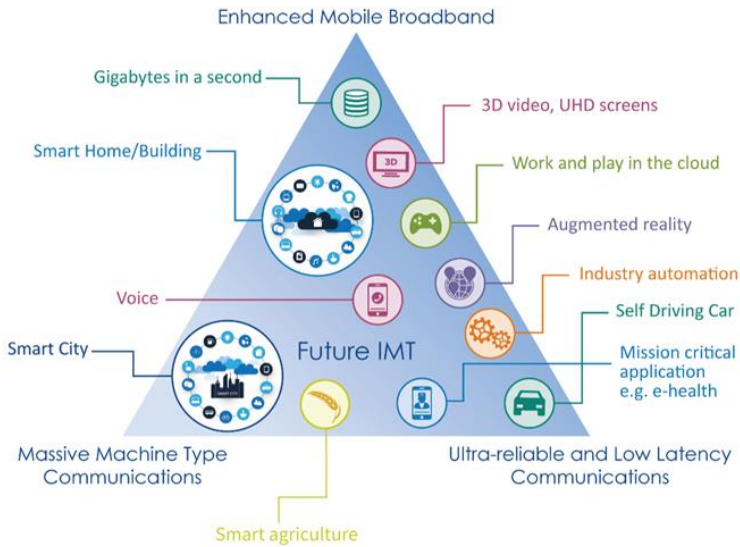 Enhanced Mobile Broadband
Gigabytes in a second
3D video, UHD screens
3D
Smart Home/Building
Work and play in the cloud
Augmented reality
Industry automation
Voice
Self Driving Car
Smart City
Future IMT
Mission critical
application
e.g. e-health
SMART CITY
Massive Machine Type
Communications
Ultra-reliable and Low Latency
Communications
Smart agriculture